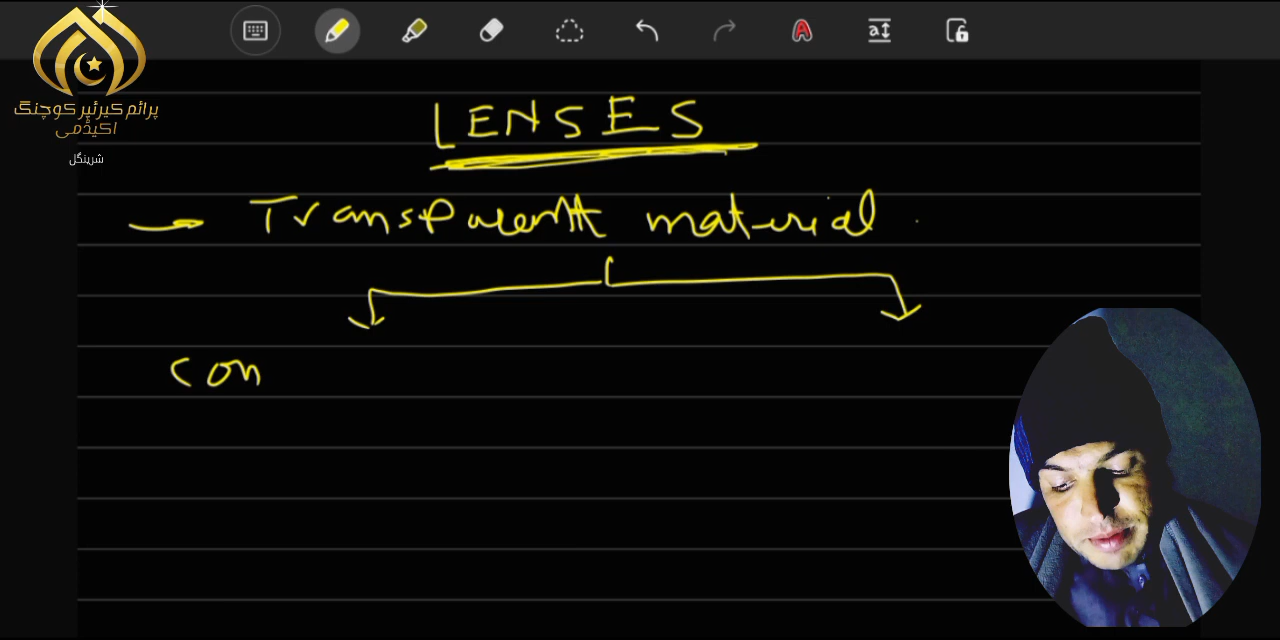 پرائم کیرئیر کوچنگ
اکیڈمی
شرینگل
LENSES
→ Transparent material.
con